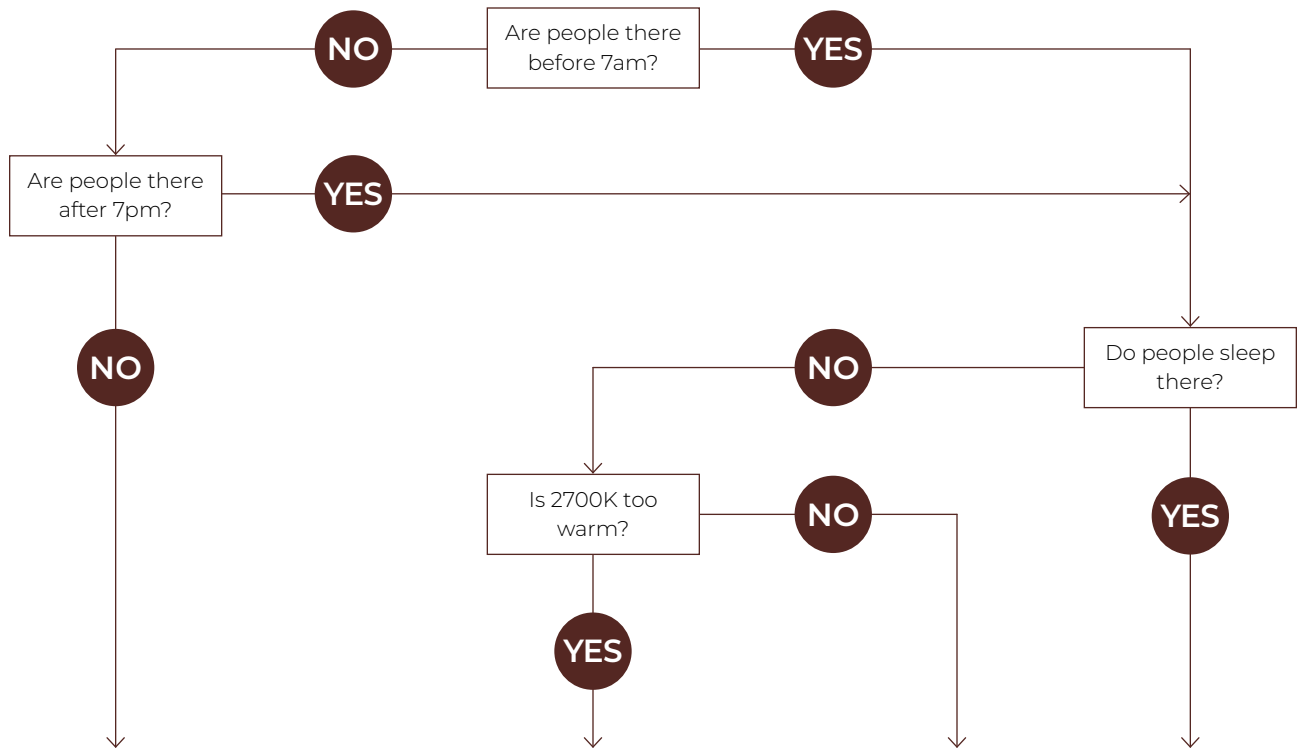 NO
Are people there
before 7am?
YES
Are people there
after 7pm?
YES
NO
NO
Do people sleep
there?
Is 2700K too
warm?
NO
YES
YES